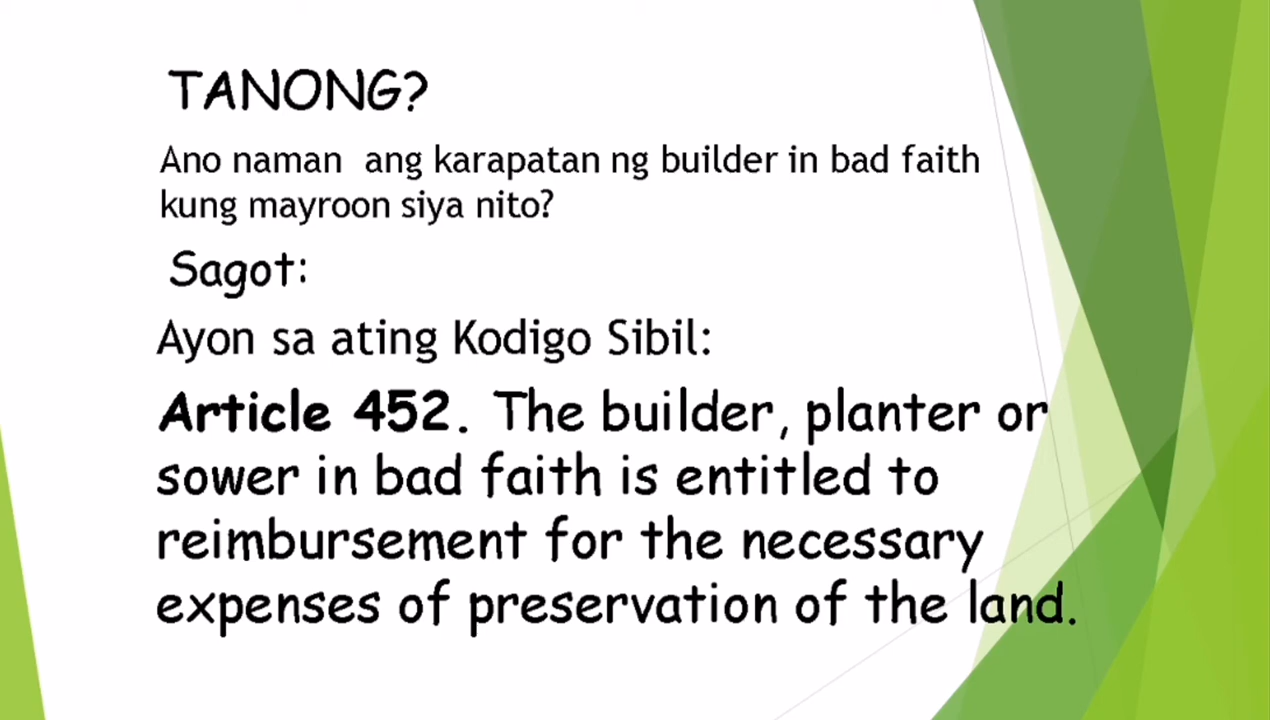 TANONG?
Ano naman ang karapatan ng builder in bad faith
kung mayroon siya nito?
Sagot:
Ayon sa ating Kodigo Sibil:
Article 452. The builder, planter or
sower in bad faith is entitled to
reimbursement for the necessary
expenses of preservation of the land.